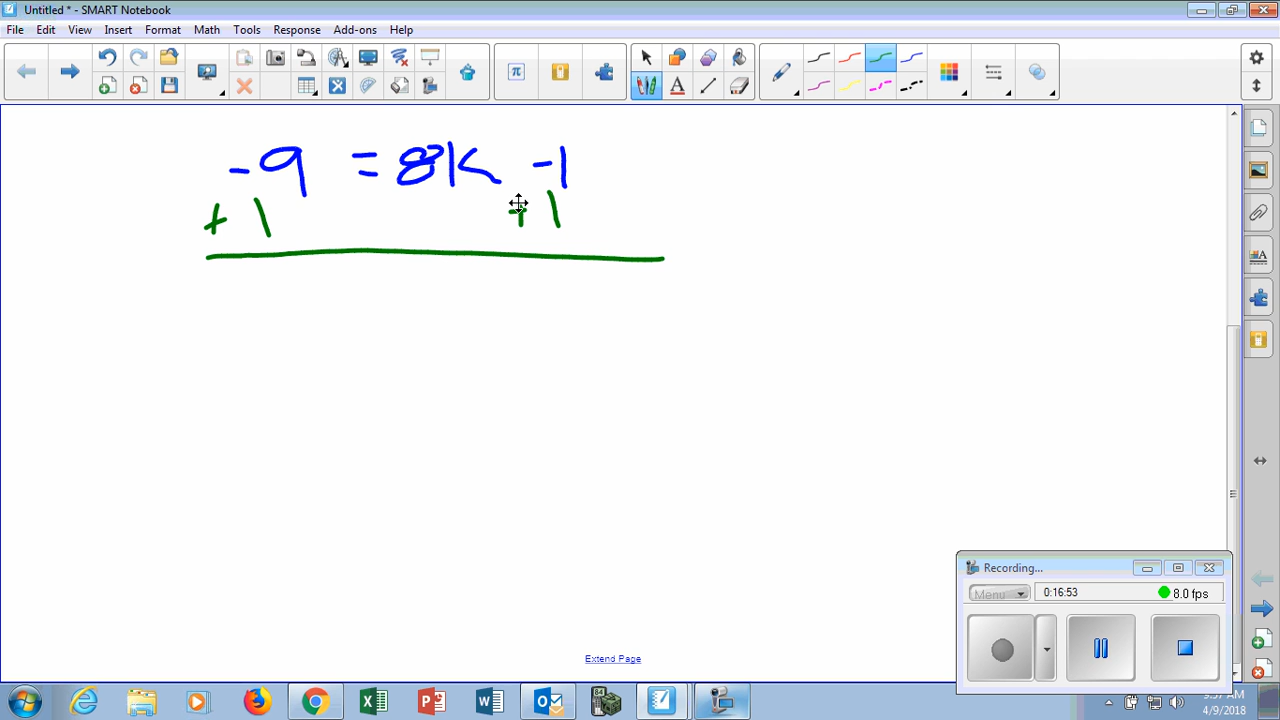 Untitled * - SMART Notebook
File Edit View Insert Format Math Tools Response Add-ons Help
-9 = 8K -1
+ 1 + 1
Recording...
Menu 0:16:53 8.0 fps
Extend Page
4/9/2018